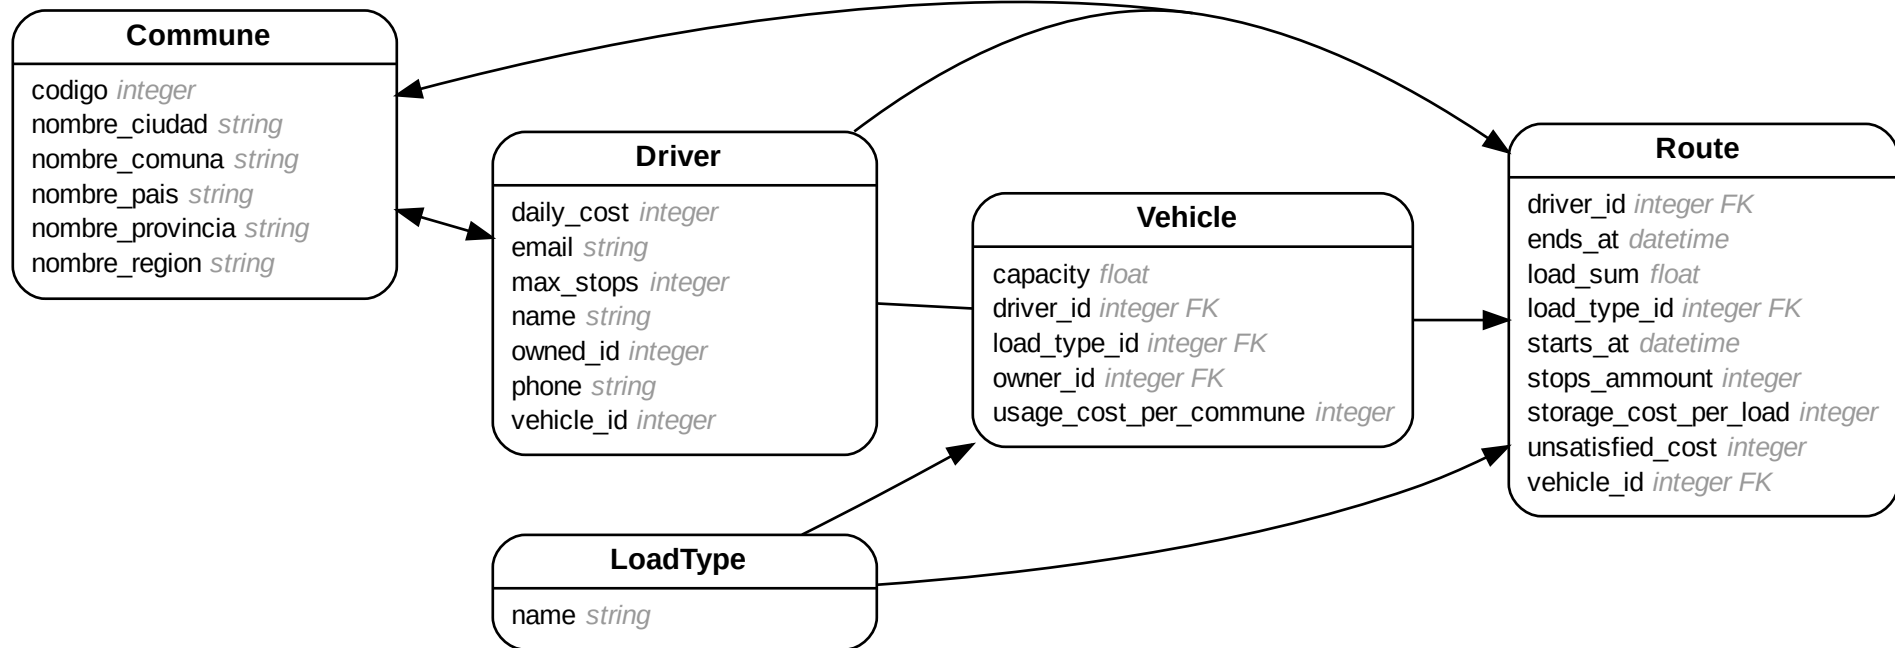 Commune
codigo integer
nombre_ciudad string
nombre_comuna string
nombre_pais string
nombre_provincia string
nombre_region string
Driver
daily_cost integer
email string
max_stops integer
name string
owned_id integer
phone string
vehicle_id integer
LoadType
name string
Vehicle
capacity float
driver_id integer FK
load_type_id integer FK
owner_id integer FK
usage_cost_per_commune integer
Route
driver_id integer FK
ends_at datetime
load_sum float
load_type_id integer FK
starts_at datetime
stops_ammount integer
storage_cost_per_load integer
unsatisfied_cost integer
vehicle_id integer FK